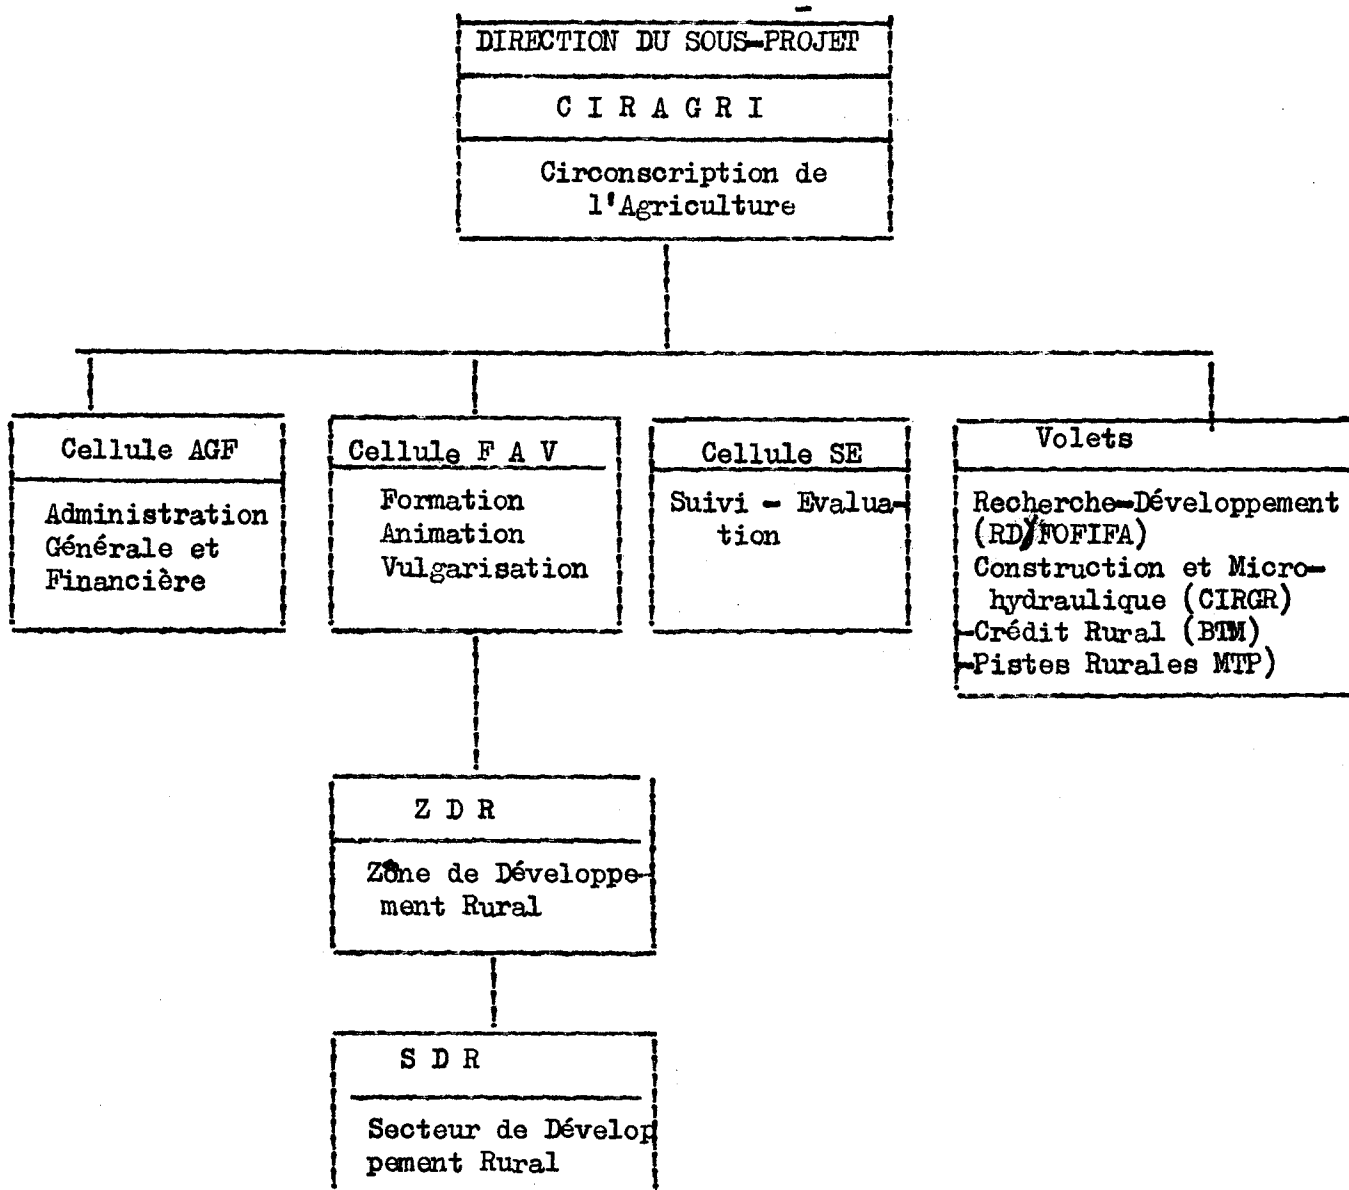 DIRECTION DU SOUS-PROJET
C I R A G R I
Circonscription de
l'Agriculture
Cellule AGF
Administration
Générale et
Financière
Cellule F A V
Formation
Animation
Vulgarisation
Cellule SE
Suivi - Evalua-
tion
Volets
Recherche-Développement
(RD/FOFIFA)
Construction et Micro-
hydraulique (CIRGR)
-Crédit Rural (BTM)
-Pistes Rurales MTP)
Z D R
Zône de Développe-
ment Rural
S D R
Secteur de Dévelop
pement Rural